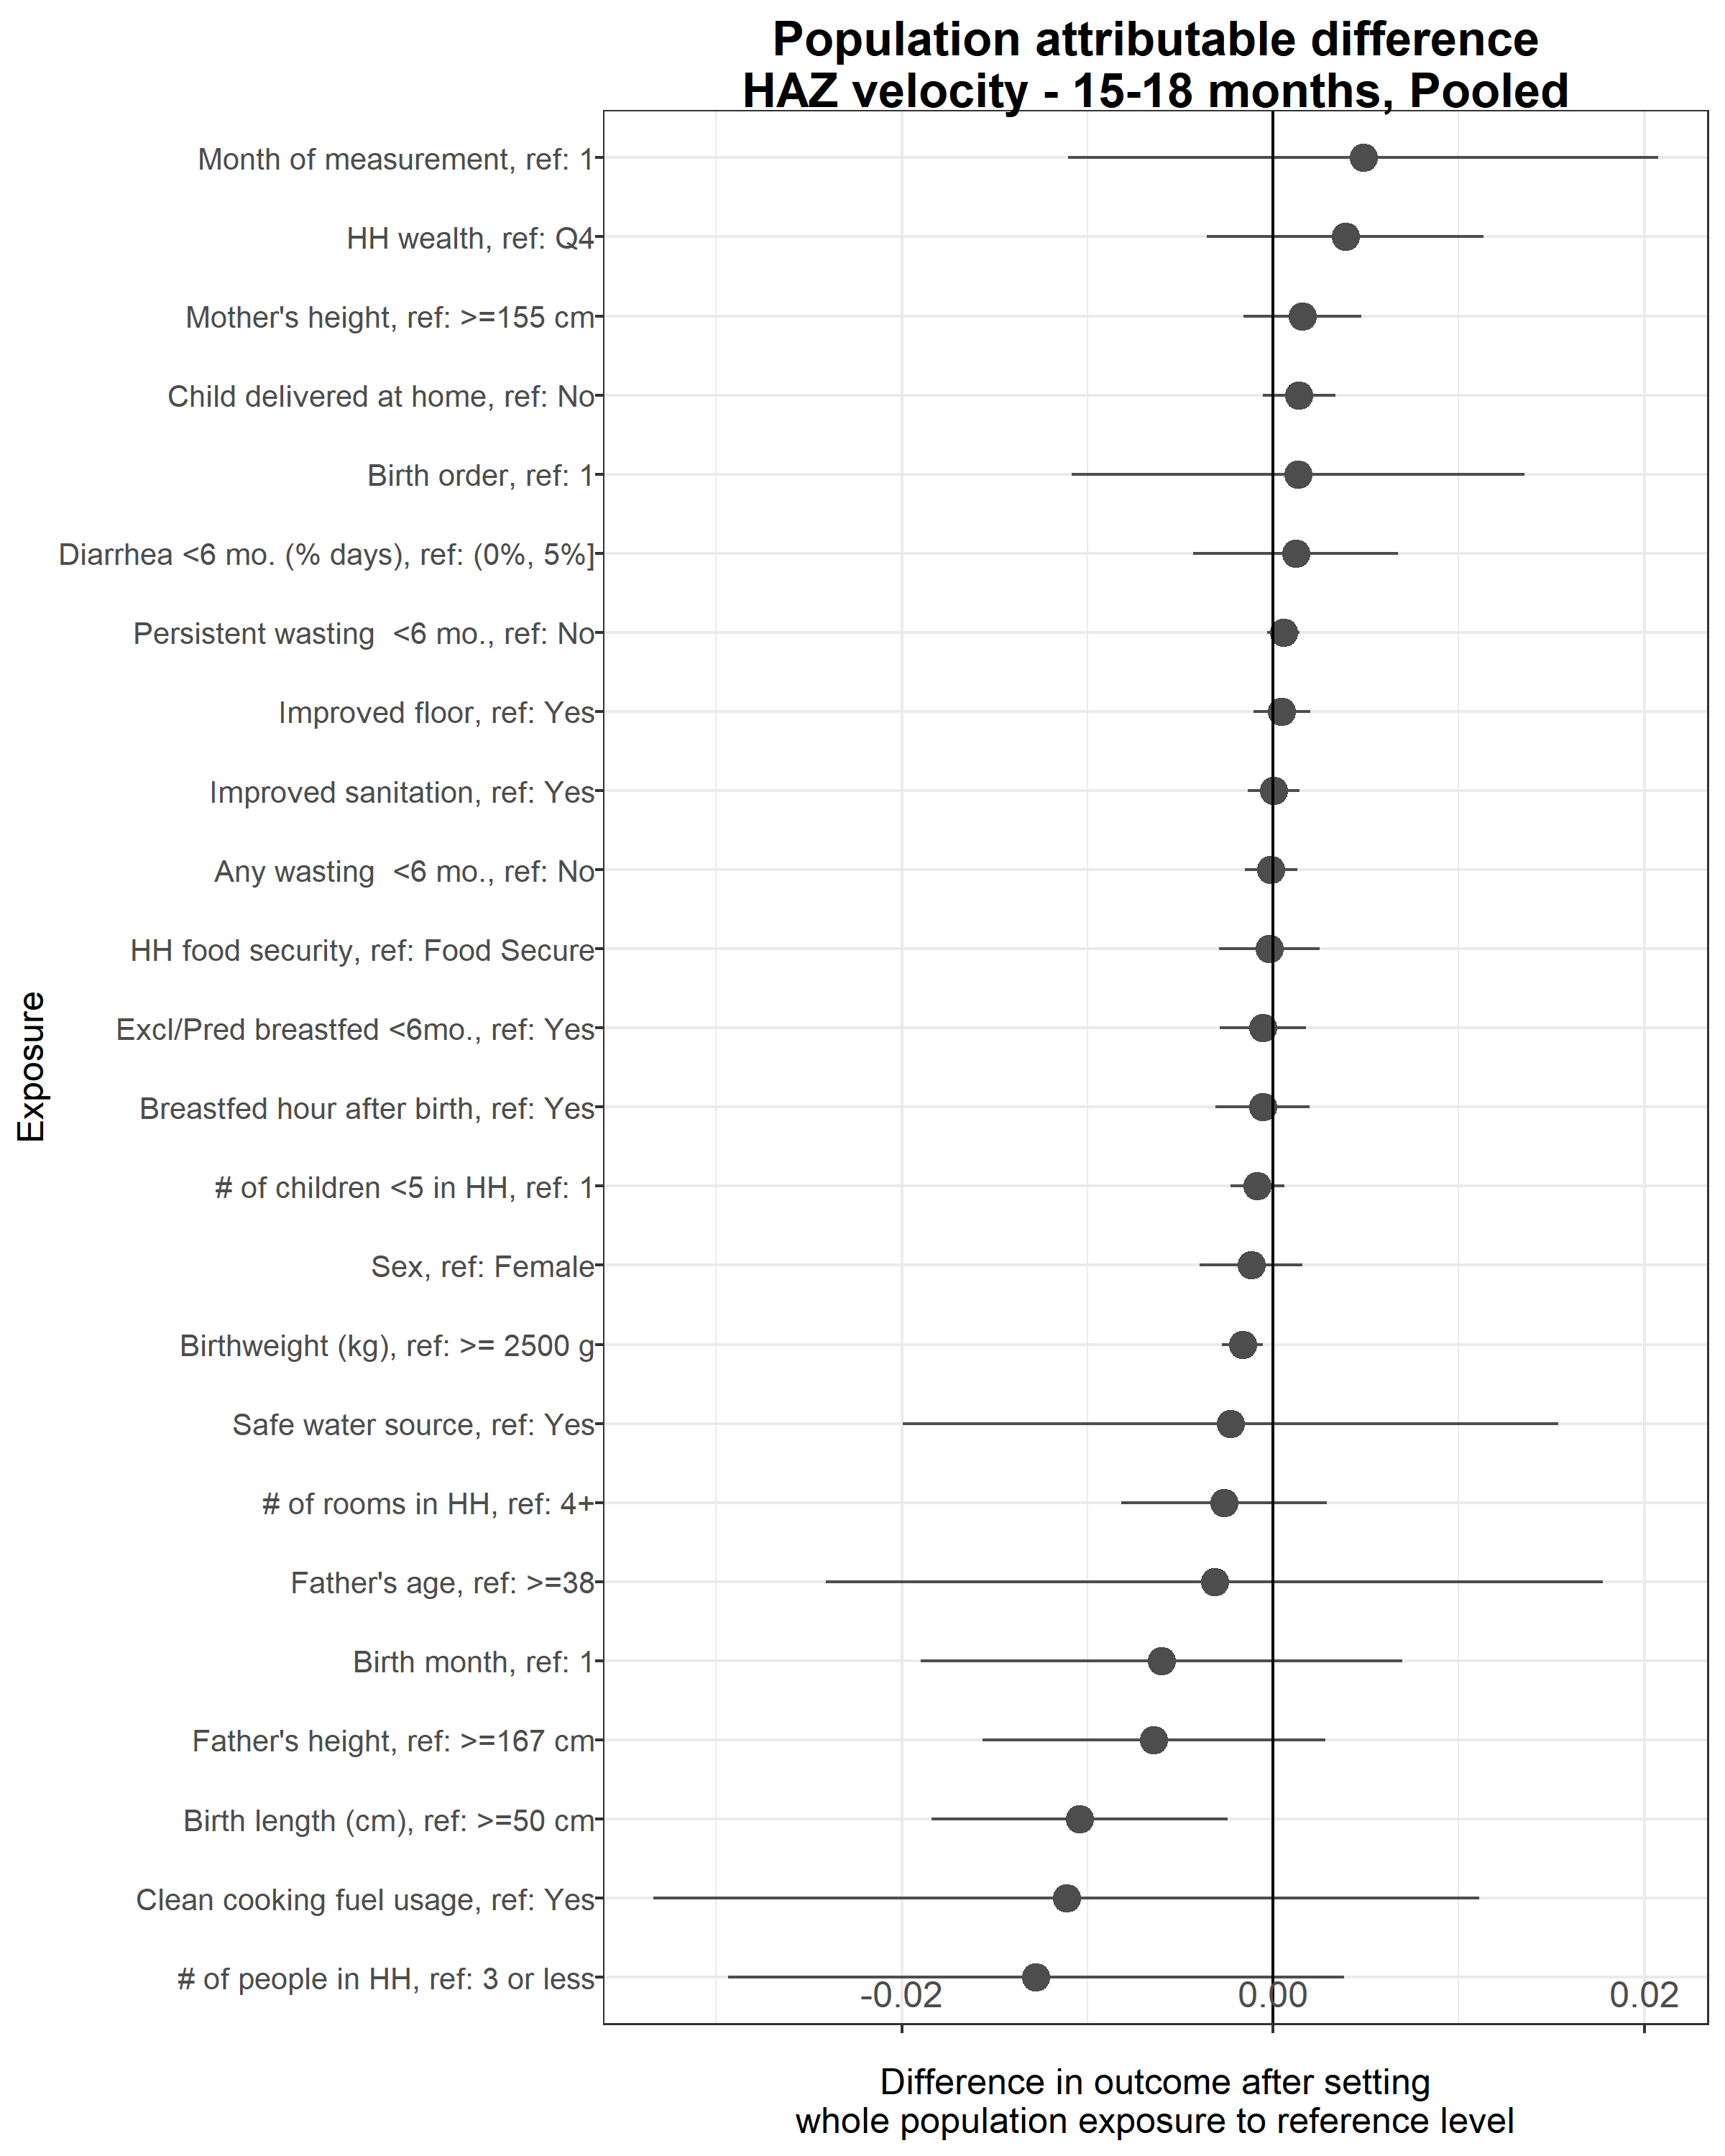 Population attributable difference
HAZ velocity - 15-18 months, Pooled
Month of measurement, ref: 1
HH wealth, ref: Q4
Mother's height, ref: >=155 cm
Child delivered at home, ref: No
Birth order, ref: 1
Diarrhea <6 mo. (% days), ref: (0%, 5%]
Persistent wasting  <6 mo., ref: No
Improved floor, ref: Yes
Improved sanitation, ref: Yes
Any wasting  <6 mo., ref: No
HH food security, ref: Food Secure
Excl/Pred breastfed <6mo., ref: Yes
Breastfed hour after birth, ref: Yes
# of children <5 in HH, ref: 1
Sex, ref: Female
Birthweight (kg), ref: >= 2500 g
Safe water source, ref: Yes
# of rooms in HH, ref: 4+
Father's age, ref: >=38
Birth month, ref: 1
Father's height, ref: >=167 cm
Birth length (cm), ref: >=50 cm
Clean cooking fuel usage, ref: Yes
# of people in HH, ref: 3 or less
Exposure
-0.02 0.00 0.02
Difference in outcome after setting
whole population exposure to reference level